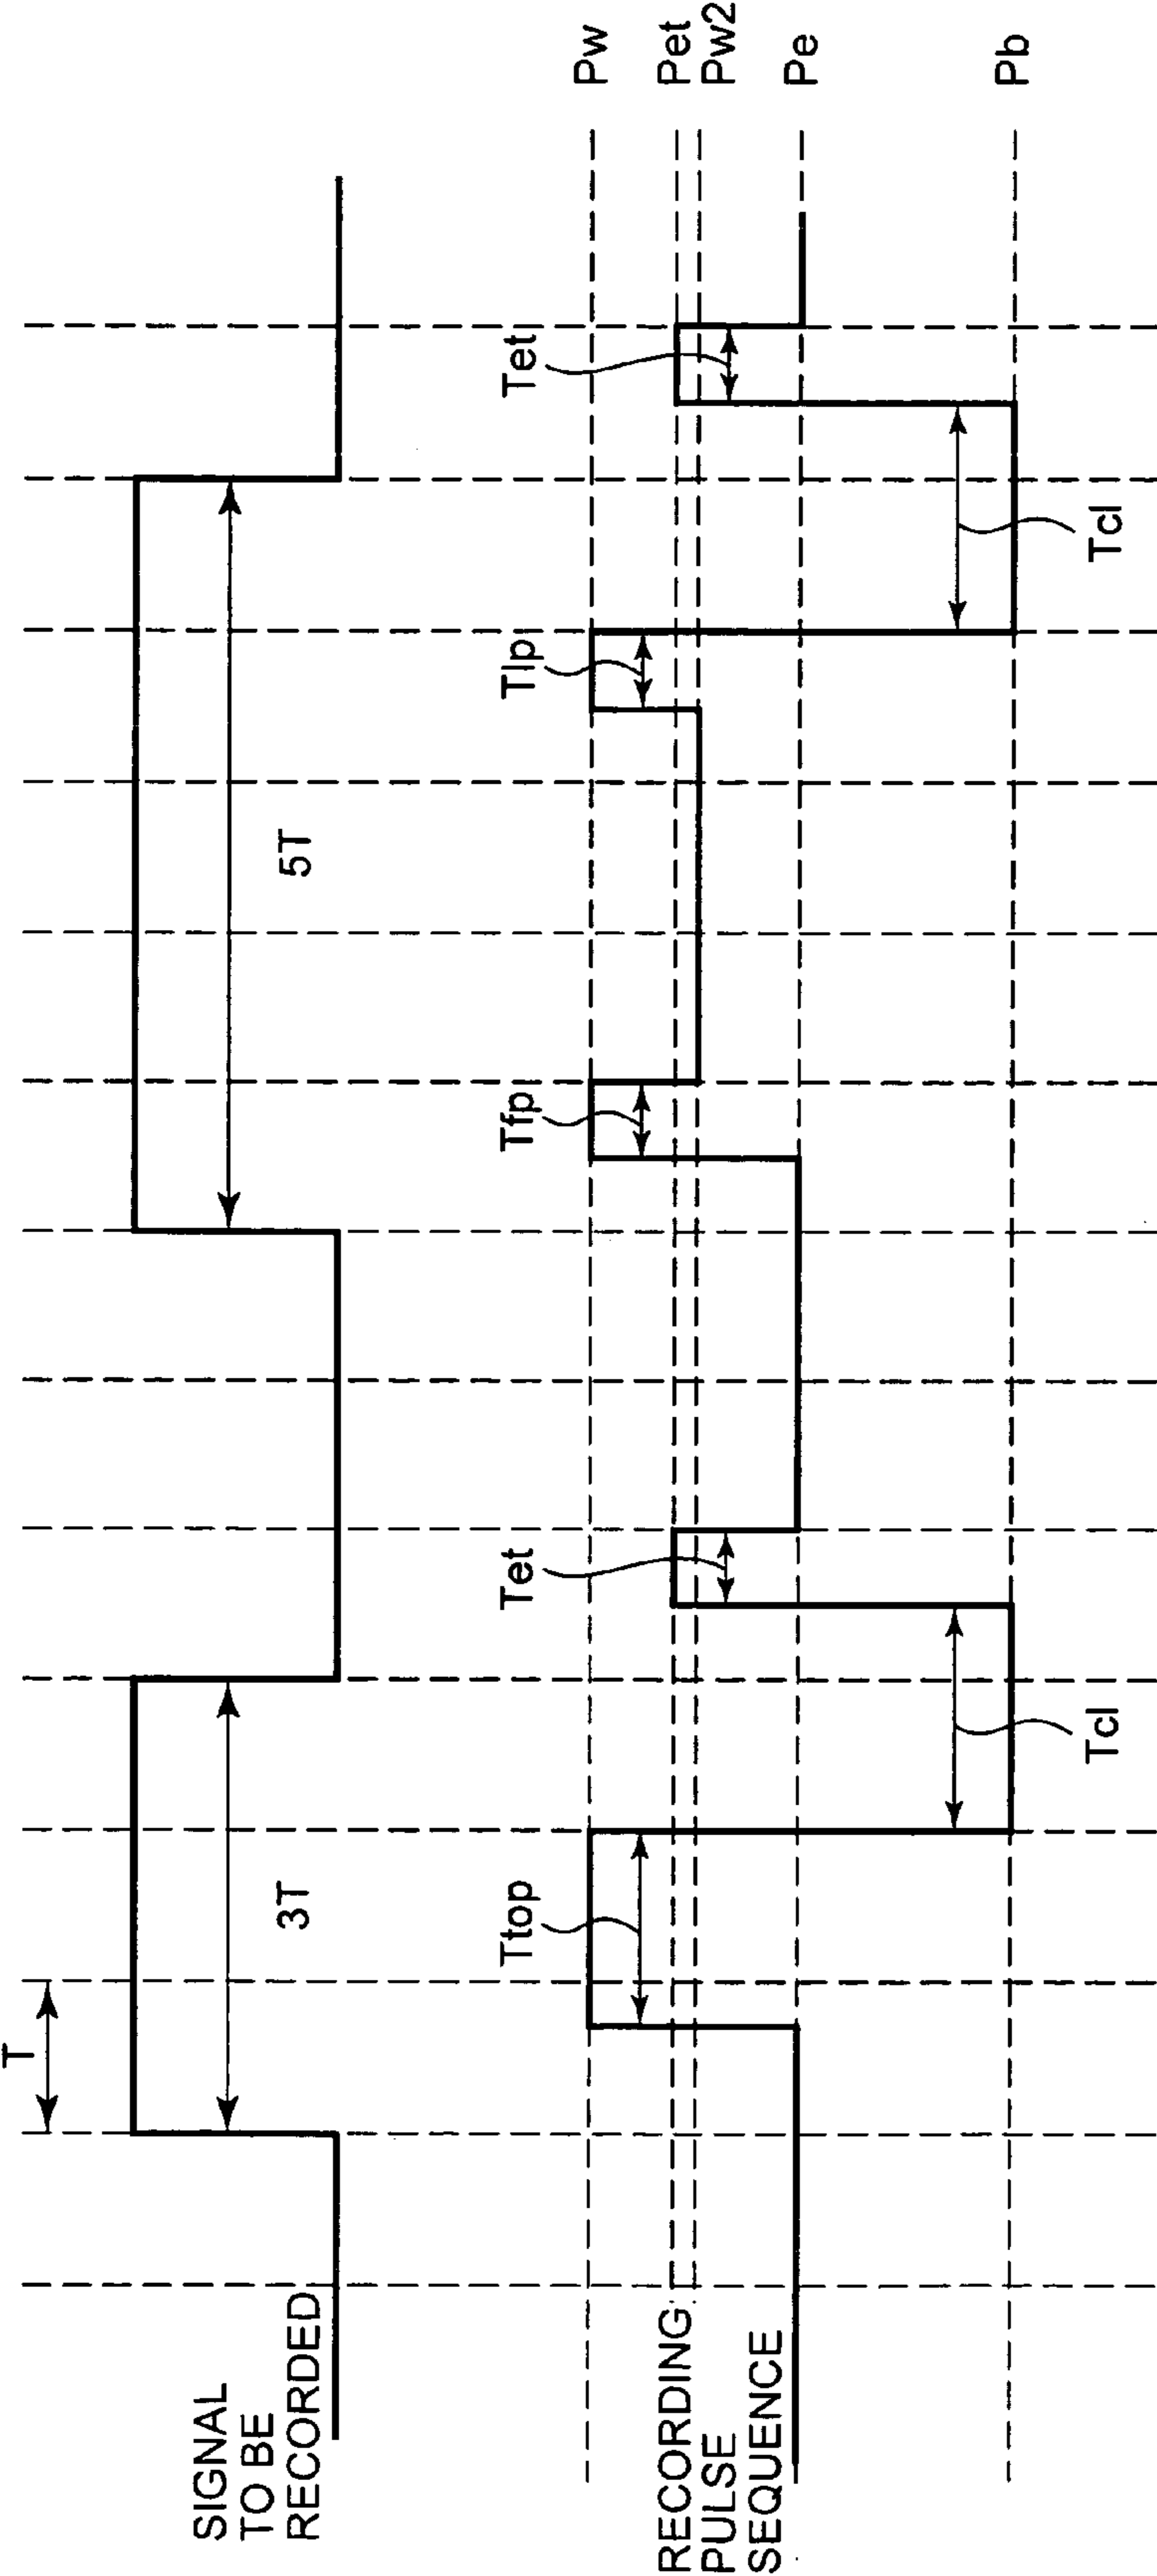 T
SIGNAL
TO BE
RECORDED
3T
5T
RECORDING
PULSE
SEQUENCE
Ttop
Tcl
Tet
Tfp
Tlp
Tcl
Tet
Pw
Pet
Pw2
Pe
Pb